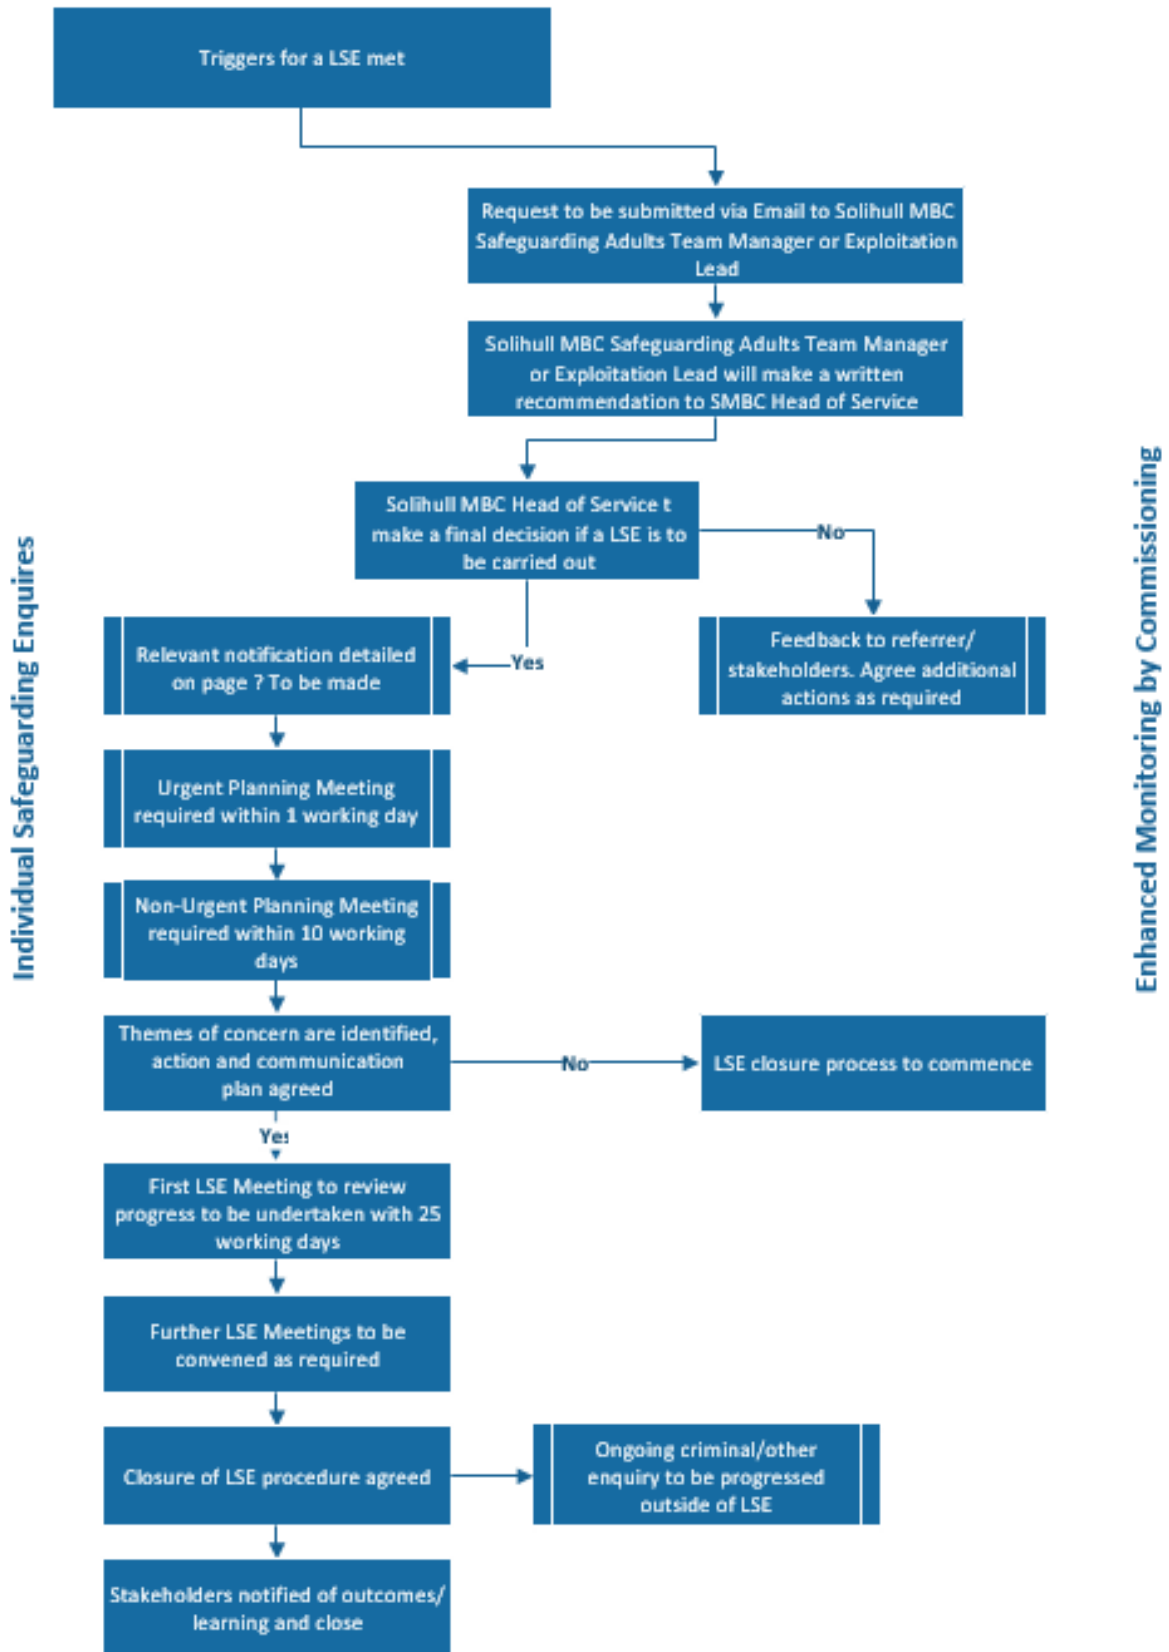 Triggers for a LSE met
Request to be submitted via Email to Solihull MBC
Safeguarding Adults Team Manager or Exploitation
Lead
Solihull MBC Safeguarding Adults Team Manager
or Exploitation Lead will make a written
recommendation to SMBC Head of Service
Solihull MBC Head of Service t
make a final decision if a LSE is to
be carried out
No
Yes
Relevant notification detailed
on page ? To be made
Feedback to referrer/
stakeholders. Agree additional
actions as required
Urgent Planning Meeting
required within 1 working day
Non-Urgent Planning Meeting
required within 10 working
days
Themes of concern are identified,
action and communication
plan agreed
No
LSE closure process to commence
Yes
First LSE Meeting to review
progress to be undertaken with 25
working days
Further LSE Meetings to be
convened as required
Closure of LSE procedure agreed
Ongoing criminal/other
enquiry to be progressed
outside of LSE
Stakeholders notified of outcomes/
learning and close
Individual Safeguarding Enquires
Enhanced Monitoring by Commissioning